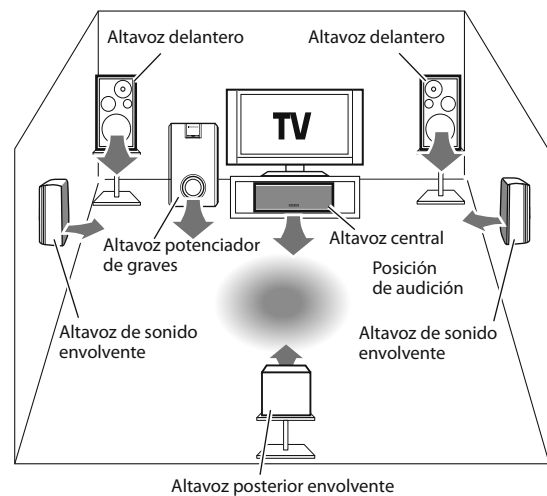 Altavoz delantero
Altavoz delantero
TV
Altavoz potenciador
de graves
Altavoz central
Posición
de audición
Altavoz de sonido
envolvente
Altavoz de sonido
envolvente
Altavoz posterior envolvente